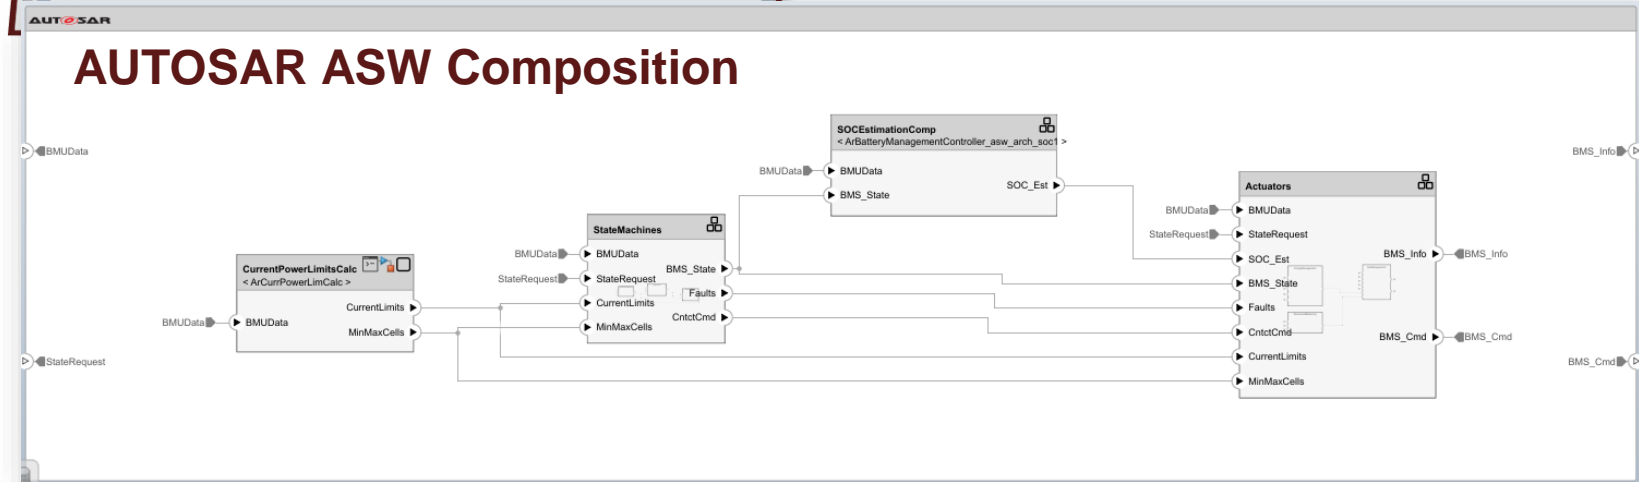 AUTOSAR
AUTOSAR ASW Composition
BMUData
StateRequest
BMUData
CurrentPowerLimitsCalc
< ArCurrPowerLimCalc >
BMUData
CurrentLimits
MinMaxCells
BMUData
StateRequest
StateMachines
BMUData
StateRequest
CurrentLimits
MinMaxCells
BMS_State
Faults
CntctCmd
BMUData
SOCEstimationComp
< ArBatteryManagementController_asw_arch_soc1 >
BMUData
BMS_State
SOC_Est
BMUData
StateRequest
Actuators
BMUData
StateRequest
SOC_Est
BMS_State
Faults
CntctCmd
CurrentLimits
MinMaxCells
BMS_Info
BMS_Cmd
BMS_Info
BMS_Cmd
BMS_Info
BMS_Cmd